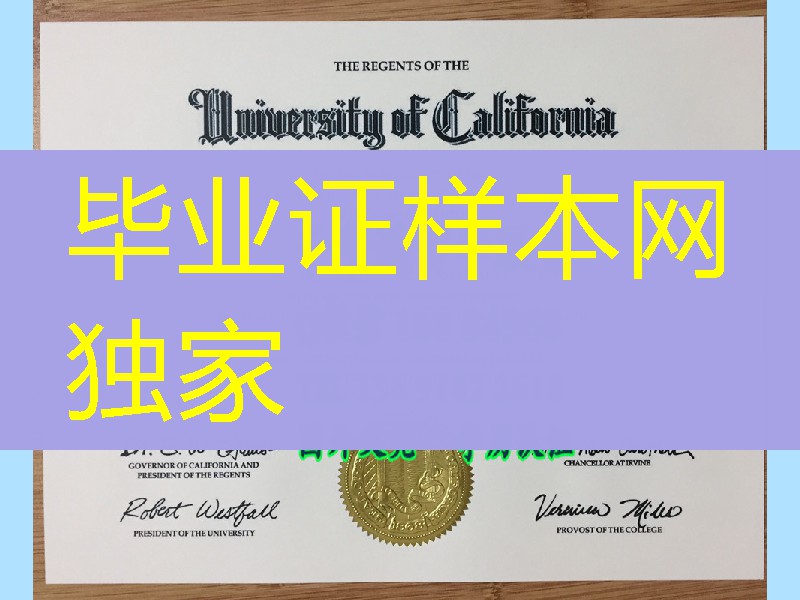 THE REGENTS OF THE
University of California
毕业证样本网
独家
GOVERNOR OF CALIFORNIA AND
PRESIDENT OF THE REGENTS
CHANCELLOR AT IRVINE
Robert Westfall
PRESIDENT OF THE UNIVERSITY
PROVOST OF THE COLLEGE